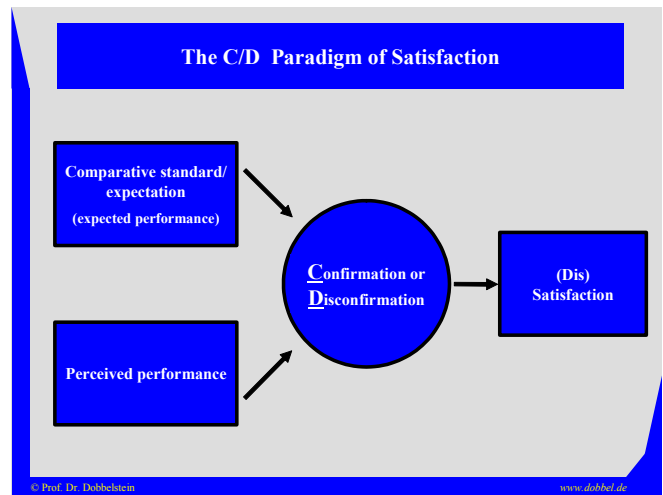 The C/D Paradigm of Satisfaction
Comparative standard/
expectation
(expected performance)
Confirmation or
Disconfirmation
(Dis)
Satisfaction
Perceived performance
© Prof. Dr. Dobbelstein
www.dobbel.de